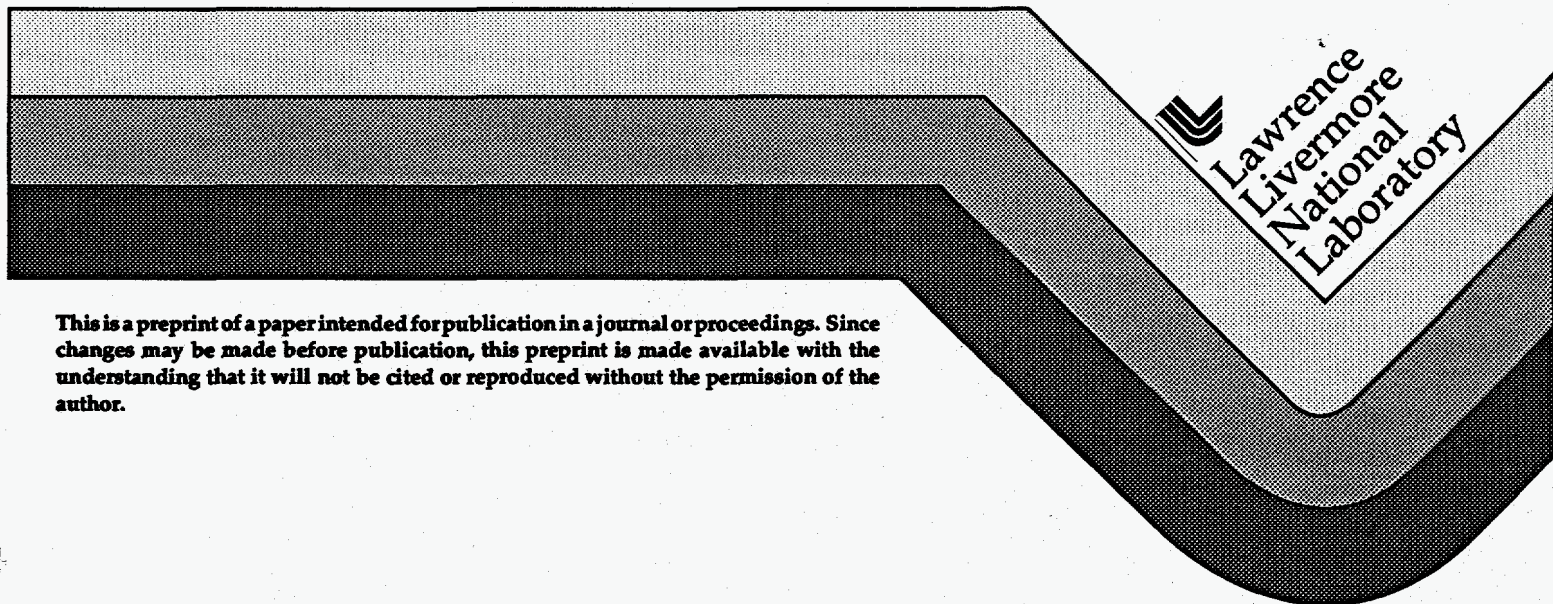 Lawrence
Livermore
National
Laboratory
This is a preprint of a paper intended for publication in a journal or proceedings. Since
changes may be made before publication, this preprint is made available with the
understanding that it will not be cited or reproduced without the permission of the
author.